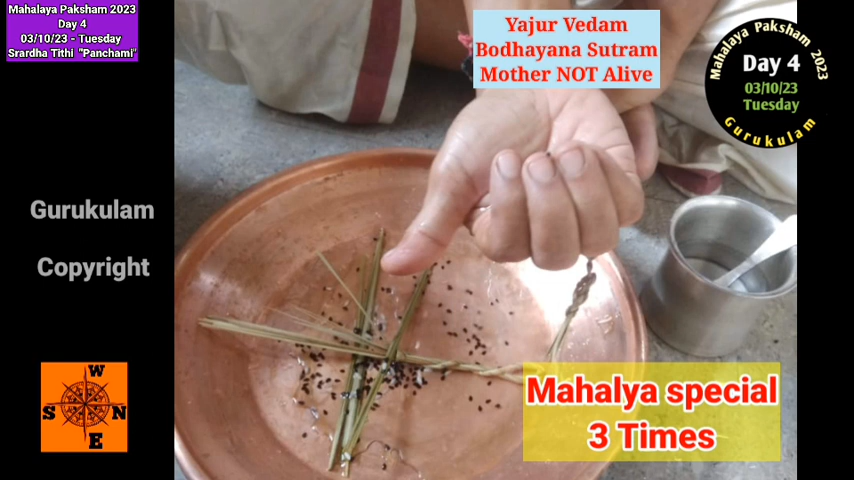 Mahalaya Paksham 2023
Day 4
03/10/23 - Tuesday
Srardha Tithi "Panchami"
Yajur Vedam
Bodhayana Sutram
Mother NOT Alive
Mahalaya Paksham 2023
Day 4
03/10/23
Tuesday
Gurukulam
Gurukulam
Copyright
W
S N
E
Mahalya special
3 Times